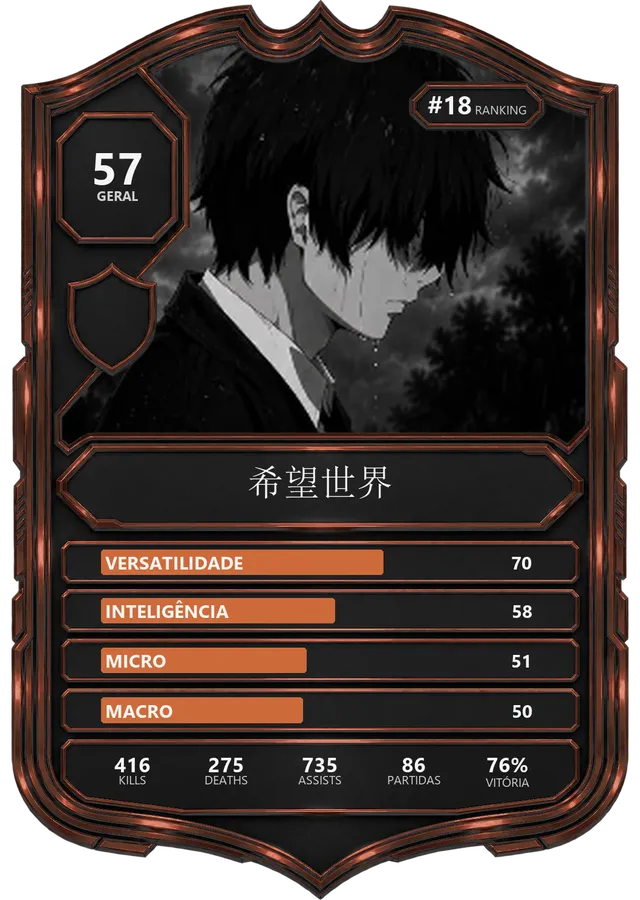 #18 RANKING
57
GERAL
希望世界
VERSATILIDADE 70
INTELIGÊNCIA 58
MICRO 51
MACRO 50
416 275 735 86 76%
KILLS DEATHS ASSISTS PARTIDAS VITÓRIA